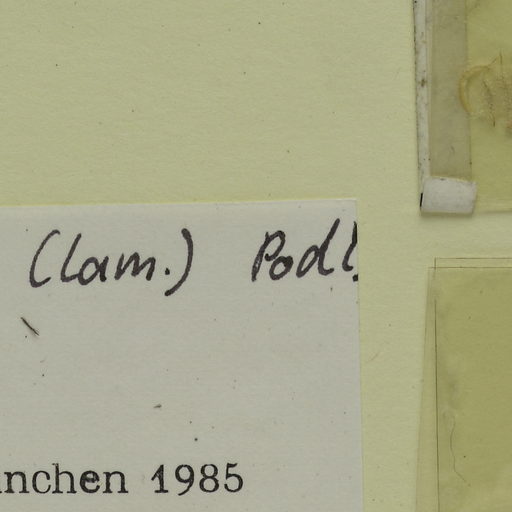 (Lam.) Podl.
nchen 1985